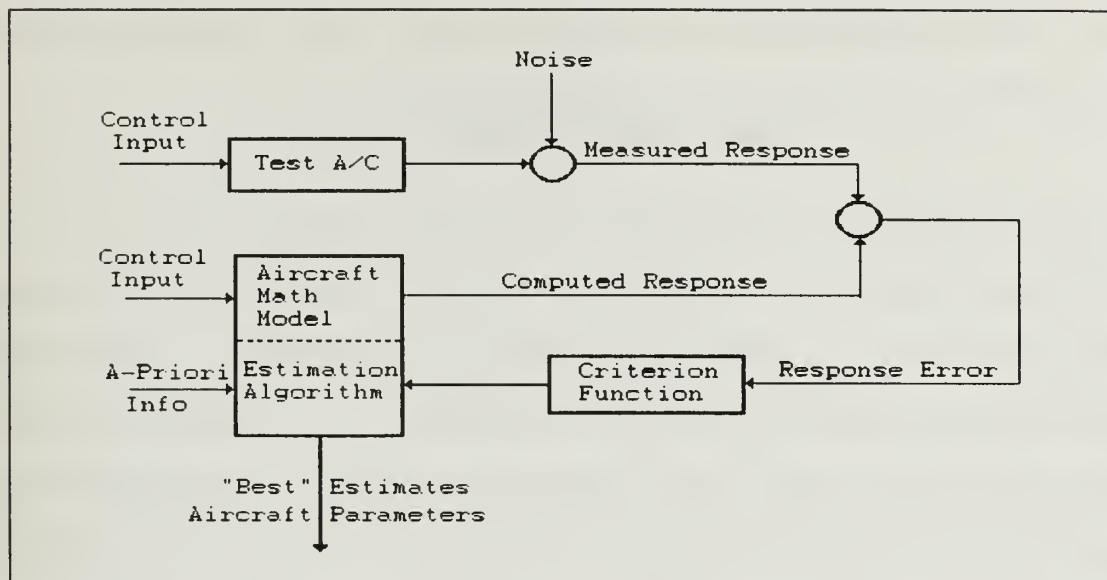 Noise
Control
Input
Test A/C
Measured Response
Control
Input
Aircraft
Math
Model
Computed Response
A-Priori
Info
Estimation
Algorithm
Criterion
Function
Response Error
"Best" Estimates
Aircraft Parameters